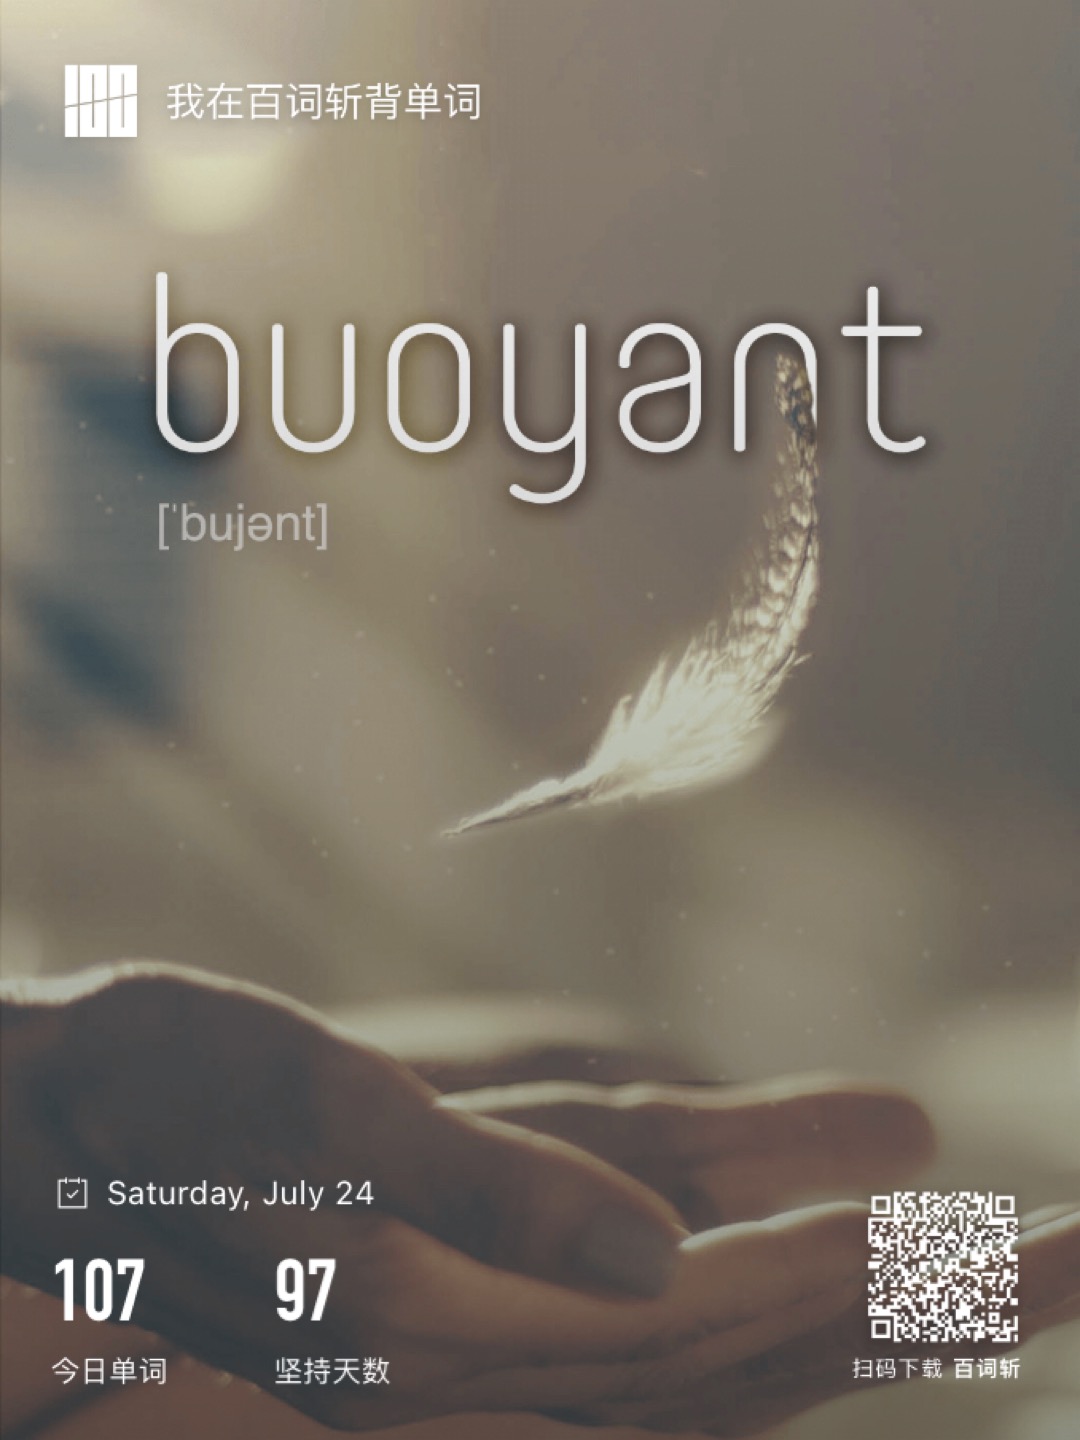 100 我在百词斩背单词
buoyant
[ˈbujənt]
Saturday, July 24
107 97
今日单词 坚持天数
扫码下载 百词斩